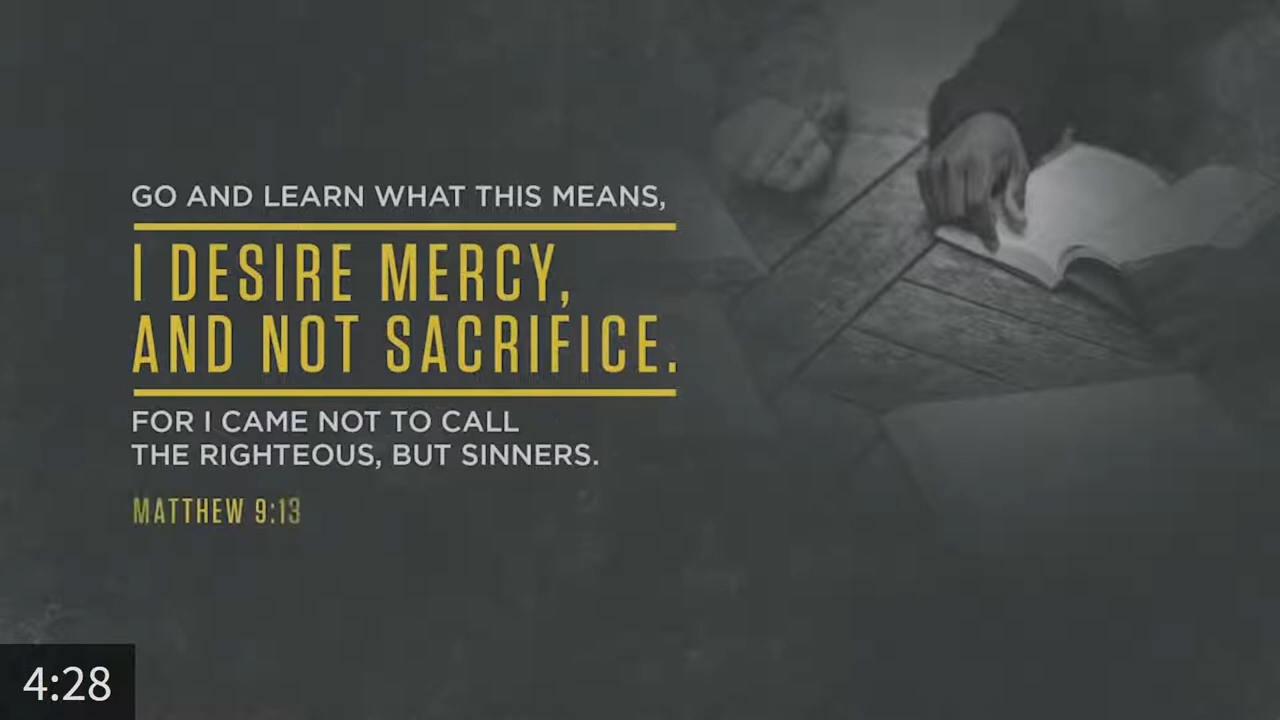 GO AND LEARN WHAT THIS MEANS,
I DESIRE MERCY,
AND NOT SACRIFICE.
FOR I CAME NOT TO CALL
THE RIGHTEOUS, BUT SINNERS.
MATTHEW 9:13
4:28